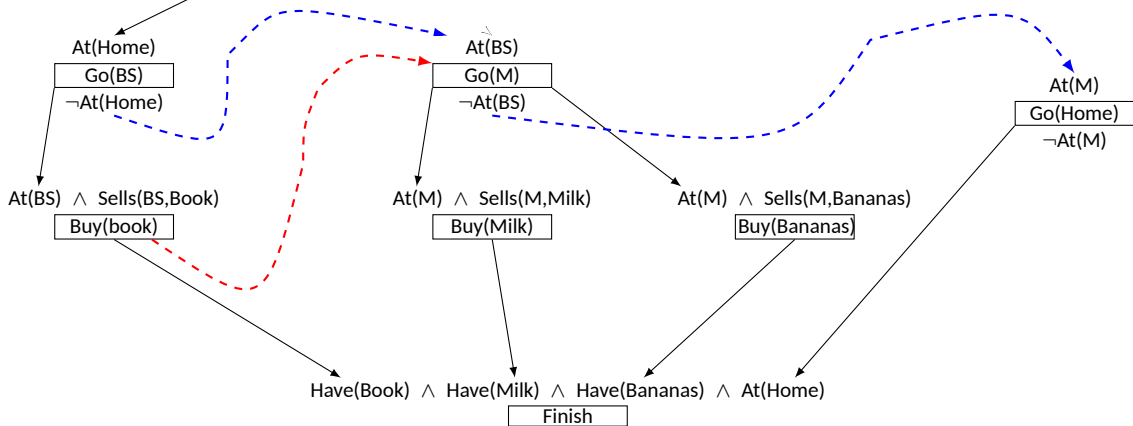 At(Home)
At(BS)
Go(BS)
Go(M)
At(M)
¬At(Home)
¬At(BS)
Go(Home)
¬At(M)
At(BS) ∧ Sells(BS,Book)
At(M) ∧ Sells(M,Milk)
At(M) ∧ Sells(M,Bananas)
Buy(book)
Buy(Milk)
Buy(Bananas)
Have(Book) ∧ Have(Milk) ∧ Have(Bananas) ∧ At(Home)
Finish